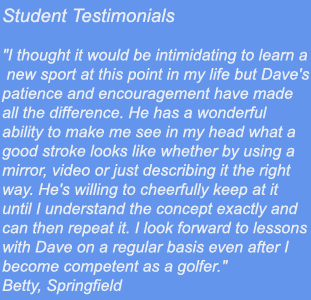 Student Testimonials
"I thought it would be intimidating to learn a
new sport at this point in my life but Dave's
patience and encouragement have made
all the difference. He has a wonderful
ability to make me see in my head what a
good stroke looks like whether by using a
mirror, video or just describing it the right
way. He's willing to cheerfully keep at it
until I understand the concept exactly and
can then repeat it. I look forward to lessons
with Dave on a regular basis even after I
become competent as a golfer."
Betty, Springfield